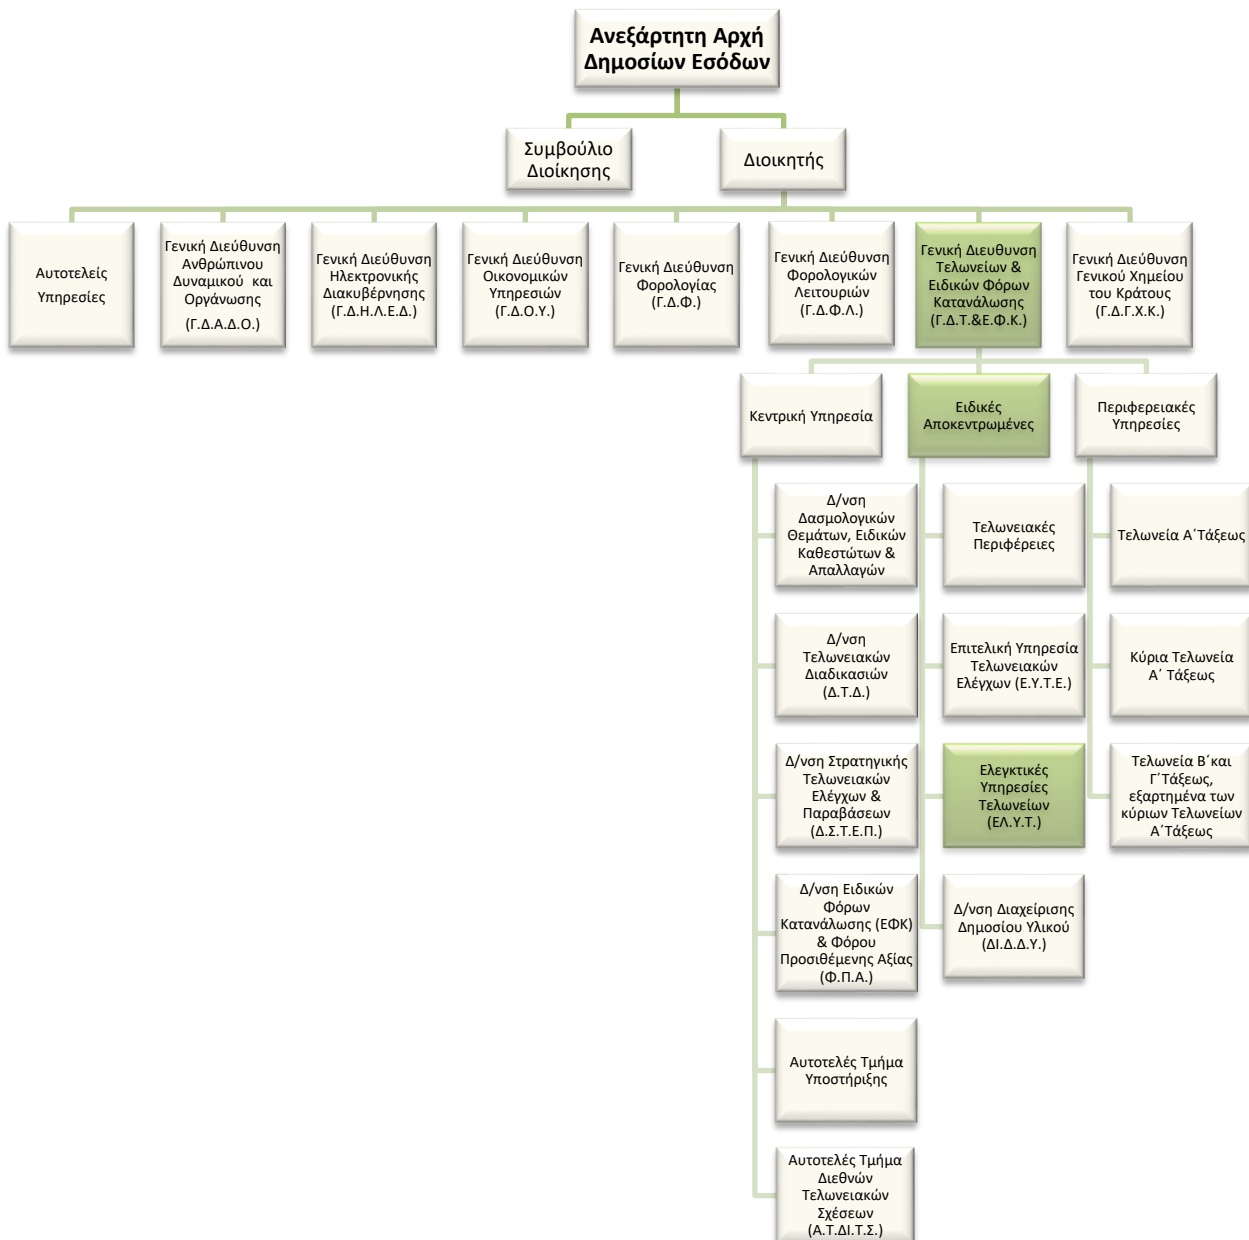 Ανεξάρτητη Αρχή
Δημοσίων Εσόδων
Συμβούλιο
Διοίκησης
Διοικητής
Αυτοτελείς
Υπηρεσίες
Γενική Διεύθυνση
Ανθρώπινου
Δυναμικού και
Οργάνωσης
(Γ.Δ.Α.Δ.Ο.)
Γενική Διεύθυνση
Ηλεκτρονικής
Διακυβέρνησης
(Γ.Δ.Η.Λ.Ε.Δ.)
Γενική Διεύθυνση
Οικονομικών
Υπηρεσιών
(Γ.Δ.Ο.Υ.)
Γενική Διεύθυνση
Φορολογίας
(Γ.Δ.Φ.)
Γενική Διεύθυνση
Φορολογικών
Λειτουριών
(Γ.Δ.Φ.Λ.)
Γενική Διευθυνση
Τελωνείων &
Ειδικών Φόρων
Κατανάλωσης
(Γ.Δ.Τ.&Ε.Φ.Κ.)
Γενική Διεύθυνση
Γενικού Χημείου
του Κράτους
(Γ.Δ.Γ.Χ.Κ.)
Κεντρική Υπηρεσία
Ειδικές
Αποκεντρωμένες
Περιφερειακές
Υπηρεσίες
Δ/νση
Δασμολογικών
Θεμάτων, Ειδικών
Καθεστώτων &
Απαλλαγών
Τελωνειακές
Περιφέρειες
Τελωνεία Α΄Τάξεως
Δ/νση
Τελωνειακών
Διαδικασιών
(Δ.Τ.Δ.)
Επιτελική Υπηρεσία
Τελωνειακών
Ελέγχων (Ε.Υ.Τ.Ε.)
Κύρια Τελωνεία
Α΄ Τάξεως
Δ/νση Στρατηγικής
Τελωνειακών
Ελέγχων &
Παραβάσεων
(Δ.Σ.Τ.Ε.Π.)
Ελεγκτικές
Υπηρεσίες
Τελωνείων
(ΕΛ.Υ.Τ.)
Τελωνεία Β΄και
Γ΄Τάξεως,
εξαρτημένα των
κύριων Τελωνείων
Α΄Τάξεως
Δ/νση Ειδικών
Φόρων
Κατανάλωσης (ΕΦΚ)
& Φόρου
Προσιθέμενης Αξίας
(Φ.Π.Α.)
Δ/νση Διαχείρισης
Δημοσίου Υλικού
(ΔΙ.Δ.Δ.Υ.)
Αυτοτελές Τμήμα
Υποστήριξης
Αυτοτελές Τμήμα
Διεθνών
Τελωνειακών
Σχέσεων
(Α.Τ.ΔΙ.Τ.Σ.)